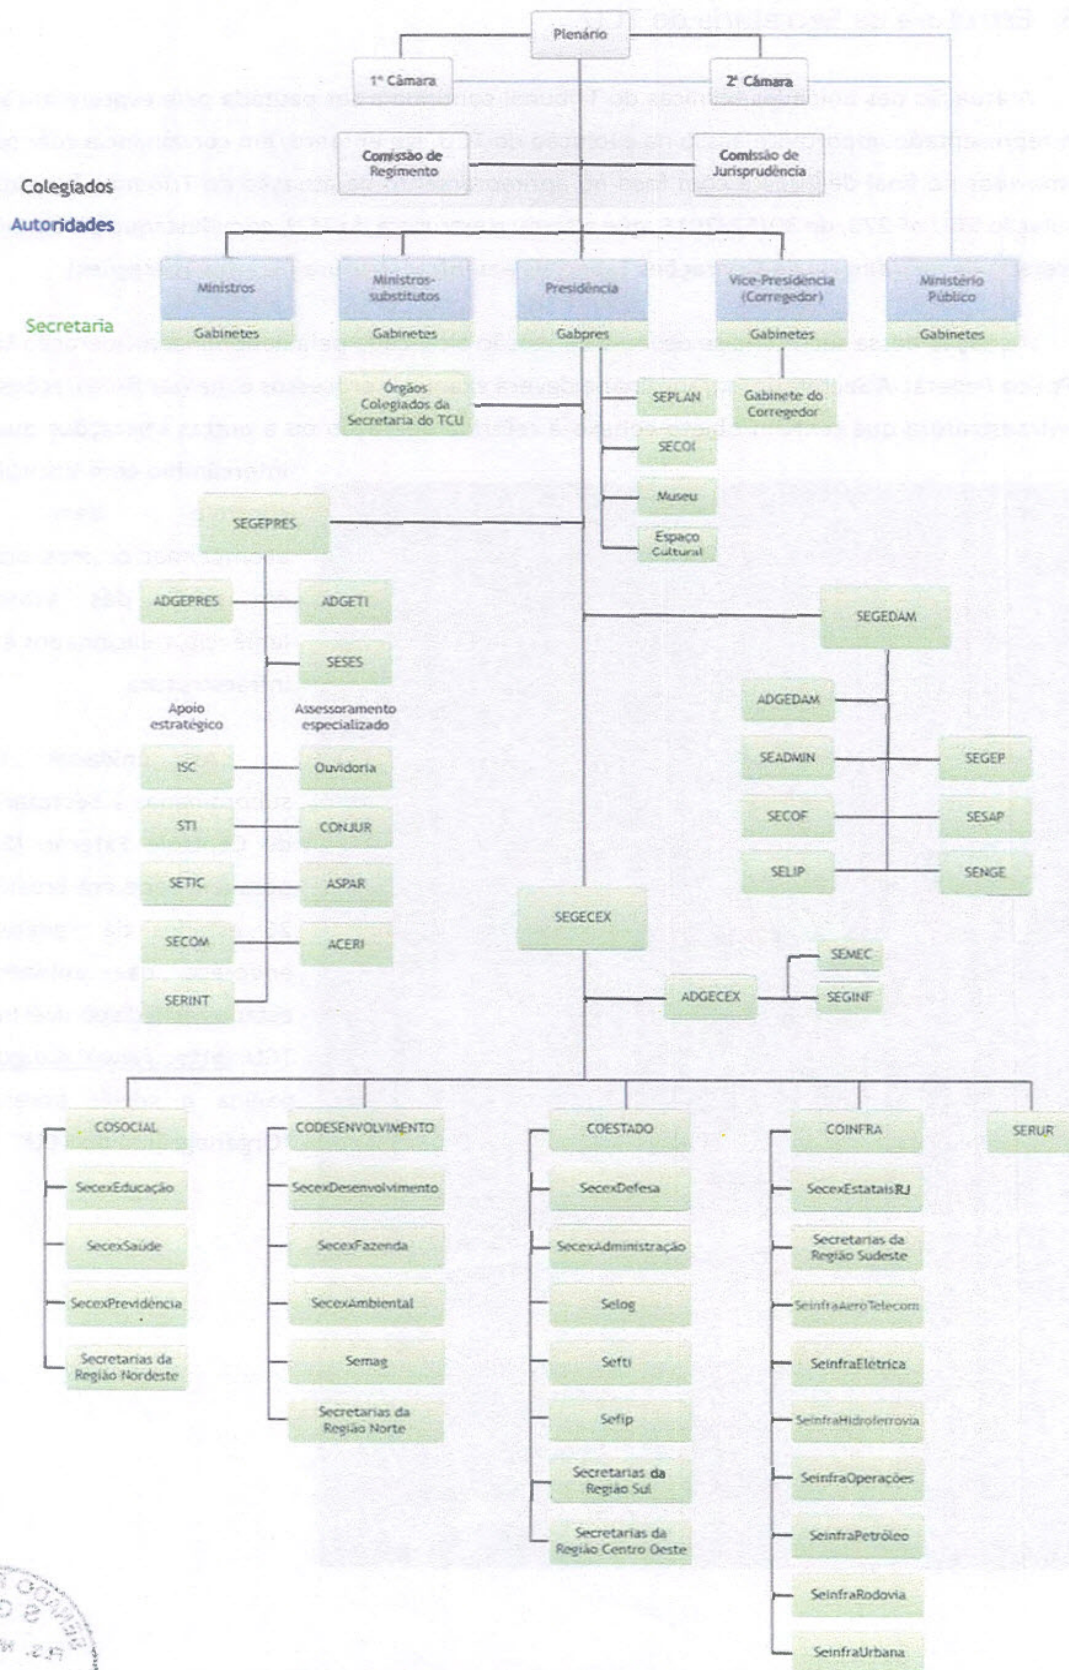 Plenário
1ª Câmara
2ª Câmara
Comissão de
Regimento
Comissão de
Jurisprudência
Colegiados
Autoridades
Ministros
Ministros-
substitutos
Presidência
Vice-Presidência
(Corregedor)
Ministério
Público
Secretaria
Gabinetes
Gabinetes
Gabpres
Gabinetes
Gabinetes
Órgãos
Colegiados da
Secretaria do TCU
SEPLAN
Gabinete do
Corregedor
SECOI
Museu
Espaço
Cultural
SEGEPRES
ADGEPRES
ADGETI
SESES
SEGEDAM
ADGEDAM
Apoio
estratégico
Assessoramento
especializado
ISC
Ouvidoria
SEADMIN
SEGEP
STI
CONJUR
SECOF
SESAP
SETIC
ASPAR
SELIP
SENGE
SECOM
ACERI
SEGECEX
SERINT
ADGECEX
SEMEC
SEGINF
COSOCIAL
CODESENVOLVIMENTO
COESTADO
COINFRA
SERUR
SecexEducação
SecexDesenvolvimento
SecexDefesa
SecexEstataisRJ
SecexSaúde
SecexFazenda
SecexAdministração
Secretarias da
Região Sudeste
SecexPrevidência
SecexAmbiental
Selog
SeinfraAeroTelecom
Secretarias da
Região Nordeste
Semag
Sefti
SeinfraElétrica
Secretarias da
Região Norte
Sefip
SeinfraHidroferrovia
Secretarias da
Região Sul
SeinfraOperações
Secretarias da
Região Centro Oeste
SeinfraPetróleo
SeinfraRodovia
SeinfraUrbana